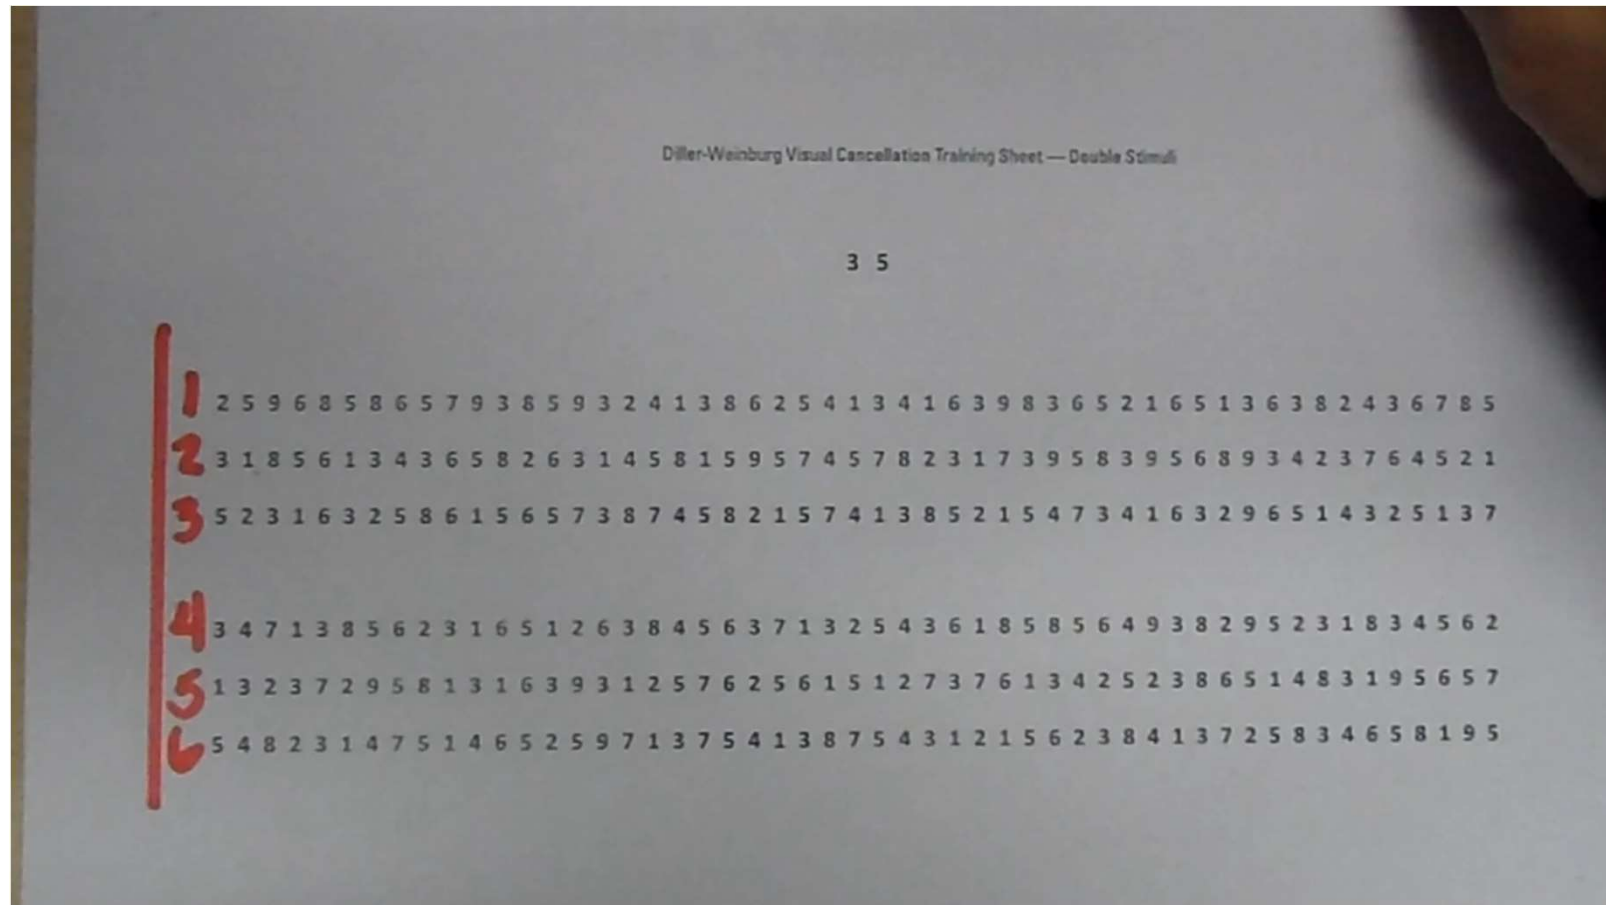 Diller-Weinburg Visual Cancellation Training Sheet — Double Stimuli
3 5
1 2 5 9 6 8 5 8 6 5 7 9 3 8 5 9 3 2 4 1 3 8 6 2 5 4 1 3 4 1 6 3 9 8 3 6 5 2 1 6 5 1 3 6 3 8 2 4 3 6 7 8 5
2 3 1 8 5 6 1 3 4 3 6 5 8 2 6 3 1 4 5 8 1 5 9 5 7 4 5 7 8 2 3 1 7 3 9 5 8 3 9 5 6 8 9 3 4 2 3 7 6 4 5 2 1
3 5 2 3 1 6 3 2 5 8 6 1 5 6 5 7 3 8 7 4 5 8 2 1 5 7 4 1 3 8 5 2 1 5 4 7 3 4 1 6 3 2 9 6 5 1 4 3 2 5 1 3 7
4 3 4 7 1 3 8 5 6 2 3 1 6 5 1 2 6 3 8 4 5 6 3 7 1 3 2 5 4 3 6 1 8 5 8 5 6 4 9 3 8 2 9 5 2 3 1 8 3 4 5 6 2
5 1 3 2 3 7 2 9 5 8 1 3 1 6 3 9 3 1 2 5 7 6 2 5 6 1 5 1 2 7 3 7 6 1 3 4 2 5 2 3 8 6 5 1 4 8 3 1 9 5 6 5 7
6 5 4 8 2 3 1 4 7 5 1 4 6 5 2 5 9 7 1 3 7 5 4 1 3 8 7 5 4 3 1 2 1 5 6 2 3 8 4 1 3 7 2 5 8 3 4 6 5 8 1 9 5